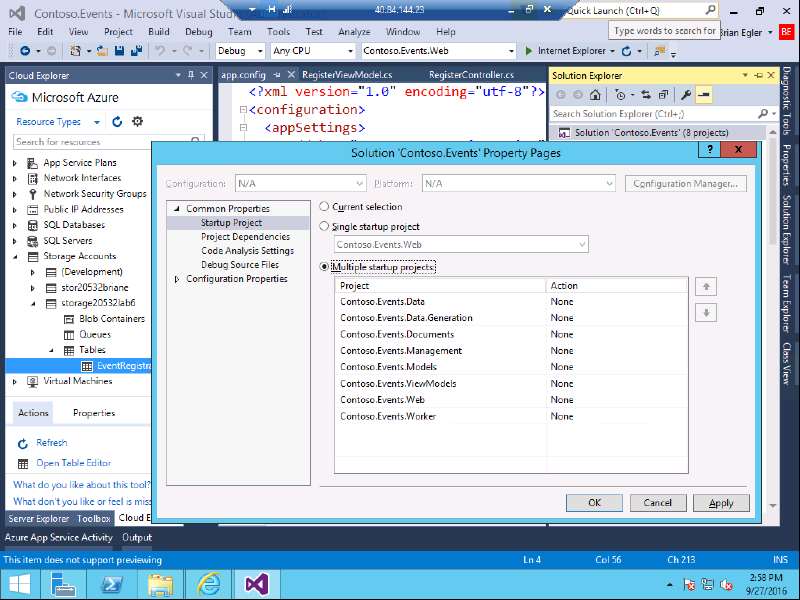 Contoso.Events - Microsoft Visual Stu
40.84.144.23
Quick Launch (Ctrl+Q)
Type words to search for
File Edit View Project Build Debug Team Tools Test Analyze Window Help
Brian Egler
BE
Debug Any CPU Contoso.Events.Web Internet Explorer
Cloud Explorer
Microsoft Azure
Resource Types
Search for resources
App Service Plans
Network Interfaces
Network Security Groups
Public IP Addresses
SQL Databases
SQL Servers
Storage Accounts
(Development)
stor20532briane
storage20532lab6
Blob Containers
Queues
Tables
EventRegistra
Virtual Machines
Actions Properties
Refresh
Open Table Editor
What do you like about this tool?
What don't you like or feel is miss
Server Explorer Toolbox Cloud E
Azure App Service Activity Output
app.config RegisterViewModel.cs RegisterController.cs
<?xml version="1.0" encoding="utf-8"?>
<configuration>
<appSettings>
Solution Explorer
Search Solution Explorer (Ctrl+;)
Solution 'Contoso.Events' (8 projects)
Diagnostic Tools
Properties
Solution Explorer
Team Explorer
Class View
Solution 'Contoso.Events' Property Pages
? X
Configuration: N/A Platform: N/A Configuration Manager...
Common Properties
Startup Project
Project Dependencies
Code Analysis Settings
Debug Source Files
Configuration Properties
Current selection
Single startup project
Contoso.Events.Web
Multiple startup projects:
Project Action
Contoso.Events.Data None
Contoso.Events.Data.Generation None
Contoso.Events.Documents None
Contoso.Events.Management None
Contoso.Events.Models None
Contoso.Events.ViewModels None
Contoso.Events.Web None
Contoso.Events.Worker None
OK Cancel Apply
This item does not support previewing Ln 4 Col 56 Ch 213 INS
2:58 PM
9/27/2016